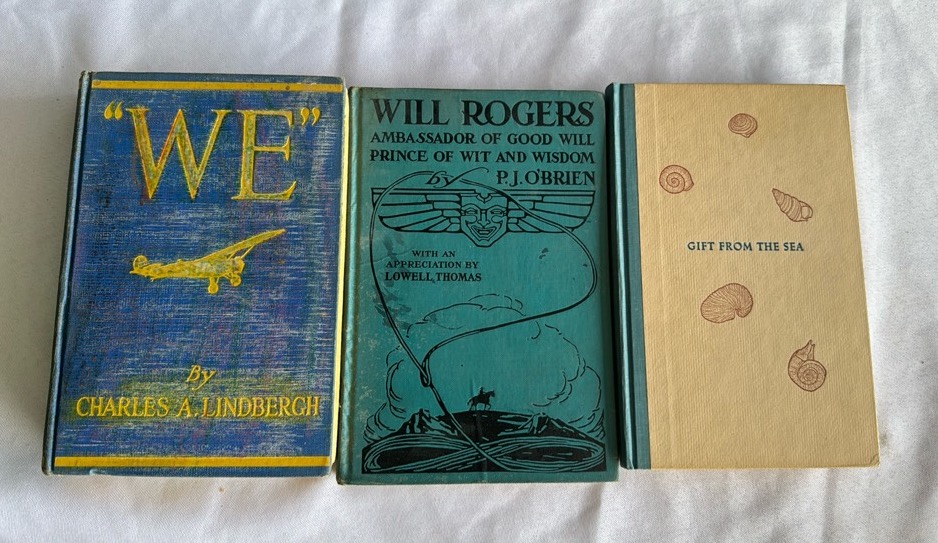 "WE"
By
CHARLES A. LINDBERGH
WILL ROGERS
AMBASSADOR OF GOOD WILL
PRINCE OF WIT AND WISDOM
by P.J. O'BRIEN
WITH AN
APPRECIATION BY
LOWELL THOMAS
GIFT FROM THE SEA